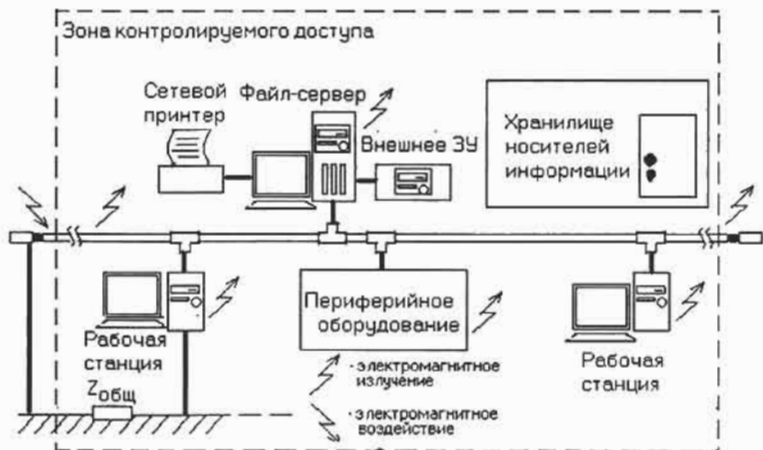 Зона контролируемого доступа
Сетевой
принтер
Файл-сервер
Внешнее ЗУ
Хранилище
носителей
информации
Рабочая
станция
Периферийное
оборудование
Рабочая
станция
Zобщ
-электромагнитное
излучение
-электромагнитное
воздействие